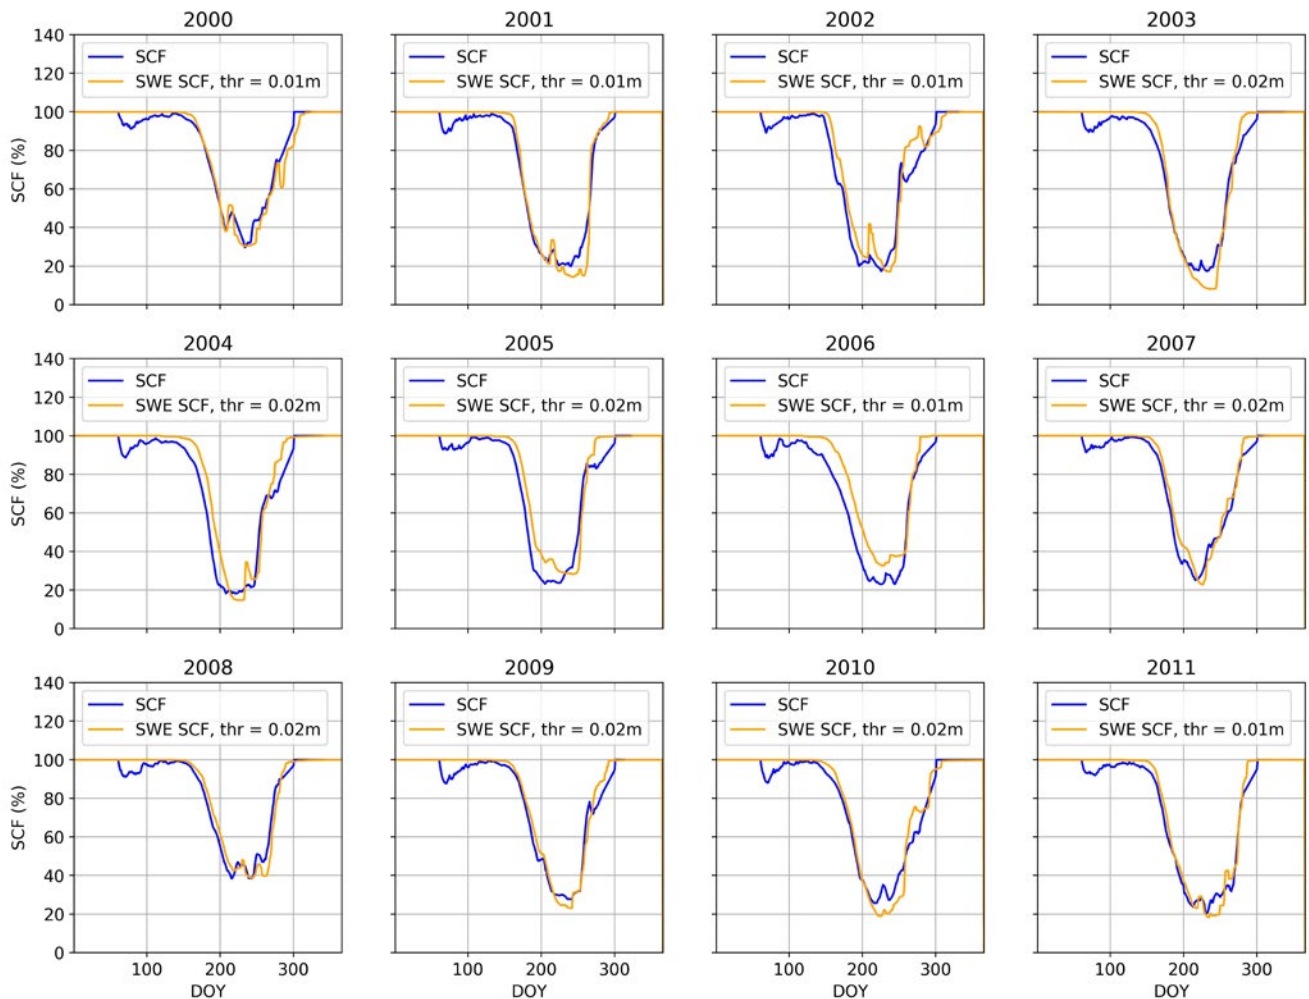 2000
140
120
100
80
60
40
20
0
SCF (%)
SCF
SWE SCF, thr = 0.01m
2001
SCF
SWE SCF, thr = 0.01m
2002
SCF
SWE SCF, thr = 0.01m
2003
SCF
SWE SCF, thr = 0.02m
2004
140
120
100
80
60
40
20
0
SCF (%)
SCF
SWE SCF, thr = 0.02m
2005
SCF
SWE SCF, thr = 0.02m
2006
SCF
SWE SCF, thr = 0.01m
2007
SCF
SWE SCF, thr = 0.02m
2008
140
120
100
80
60
40
20
0
SCF (%)
SCF
SWE SCF, thr = 0.02m
100 200 300
DOY
2009
SCF
SWE SCF, thr = 0.02m
100 200 300
DOY
2010
SCF
SWE SCF, thr = 0.02m
100 200 300
DOY
2011
SCF
SWE SCF, thr = 0.01m
100 200 300
DOY